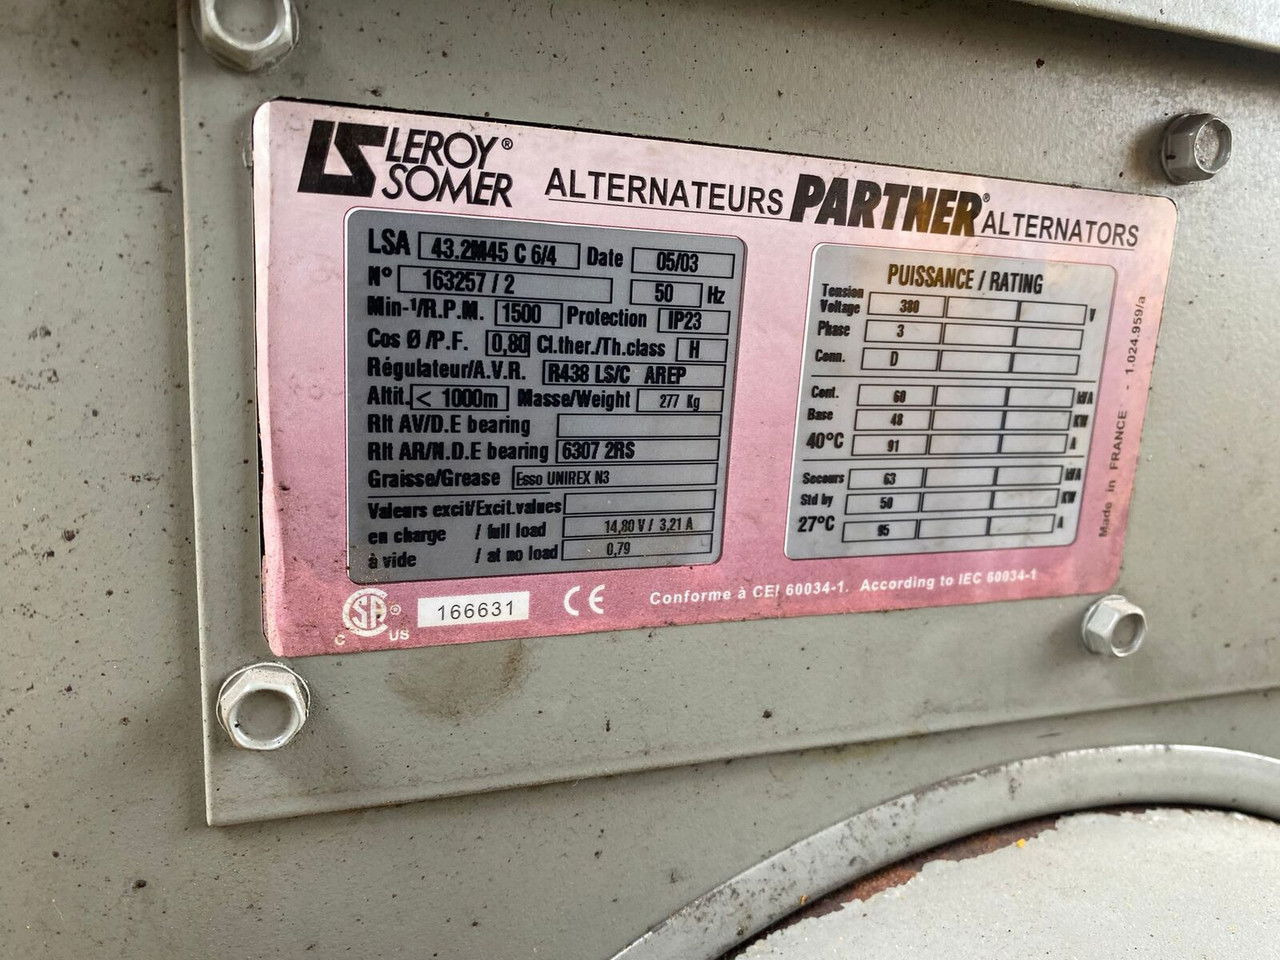 LS LEROY® SOMER
ALTERNATEURS PARTNER® ALTERNATORS
LSA 43.2M45 C 6/4 Date 05/03
N° 163257 / 2 50 Hz
Min-¹/R.P.M. 1500 Protection IP23
Cos Ø /P.F. 0,80 Cl.ther./Th.class H
Régulateur/A.V.R. R438 LS/C AREP
Altit. < 1000m Masse/Weight 277 Kg
Rlt AV/D.E bearing
Rlt AR/N.D.E bearing 6307 2RS
Graisse/Grease Esso UNIREX N3
Valeurs excit/Excit.values
en charge / full load 14,80 V / 3,21 A
à vide / at no load 0,79
PUISSANCE / RATING
Tension
Voltage 380 V
Phase 3
Conn. D
Cont. 60 kVA
Base 48 KW
40°C 91 A
Secours 63 kVA
Std by 50 KW
27°C 95 A
C SA ® US 166631 CE
Conforme à CEI 60034-1. According to IEC 60034-1
Made in FRANCE - 1.024.959/a